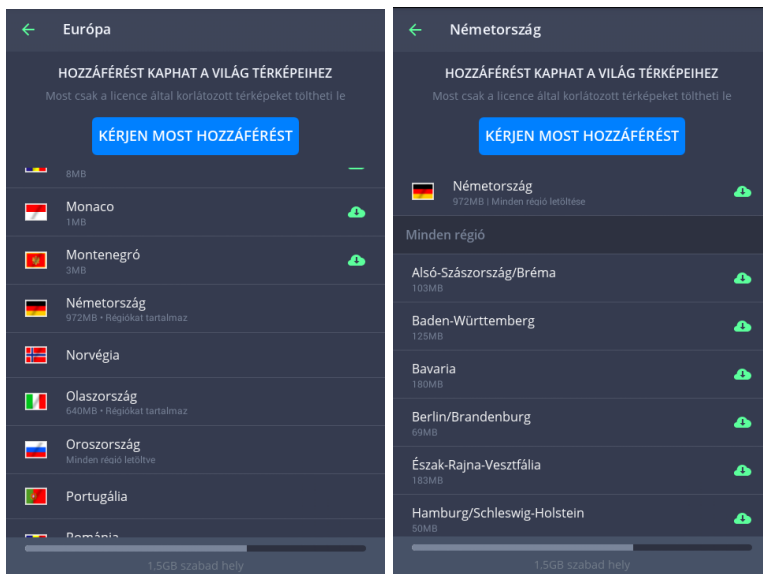 Európa
HOZZÁFÉRÉST KAPHAT A VILÁG TÉRKÉPEIHEZ
Most csak a licence által korlátozott térképeket töltheti le
KÉRJEN MOST HOZZÁFÉRÉST
8MB
Monaco
1MB
Montenegró
3MB
Németország
972MB • Régiókat tartalmaz
Norvégia
Olaszország
640MB • Régiókat tartalmaz
Oroszország
Minden régió letöltve
Portugália
Románia
1,5GB szabad hely
Németország
HOZZÁFÉRÉST KAPHAT A VILÁG TÉRKÉPEIHEZ
Most csak a licence által korlátozott térképeket töltheti le
KÉRJEN MOST HOZZÁFÉRÉST
Németország
972MB | Minden régió letöltése
Minden régió
Alsó-Szászország/Bréma
103MB
Baden-Württemberg
125MB
Bavaria
180MB
Berlin/Brandenburg
69MB
Észak-Rajna-Vesztfália
183MB
Hamburg/Schleswig-Holstein
50MB
1,5GB szabad hely